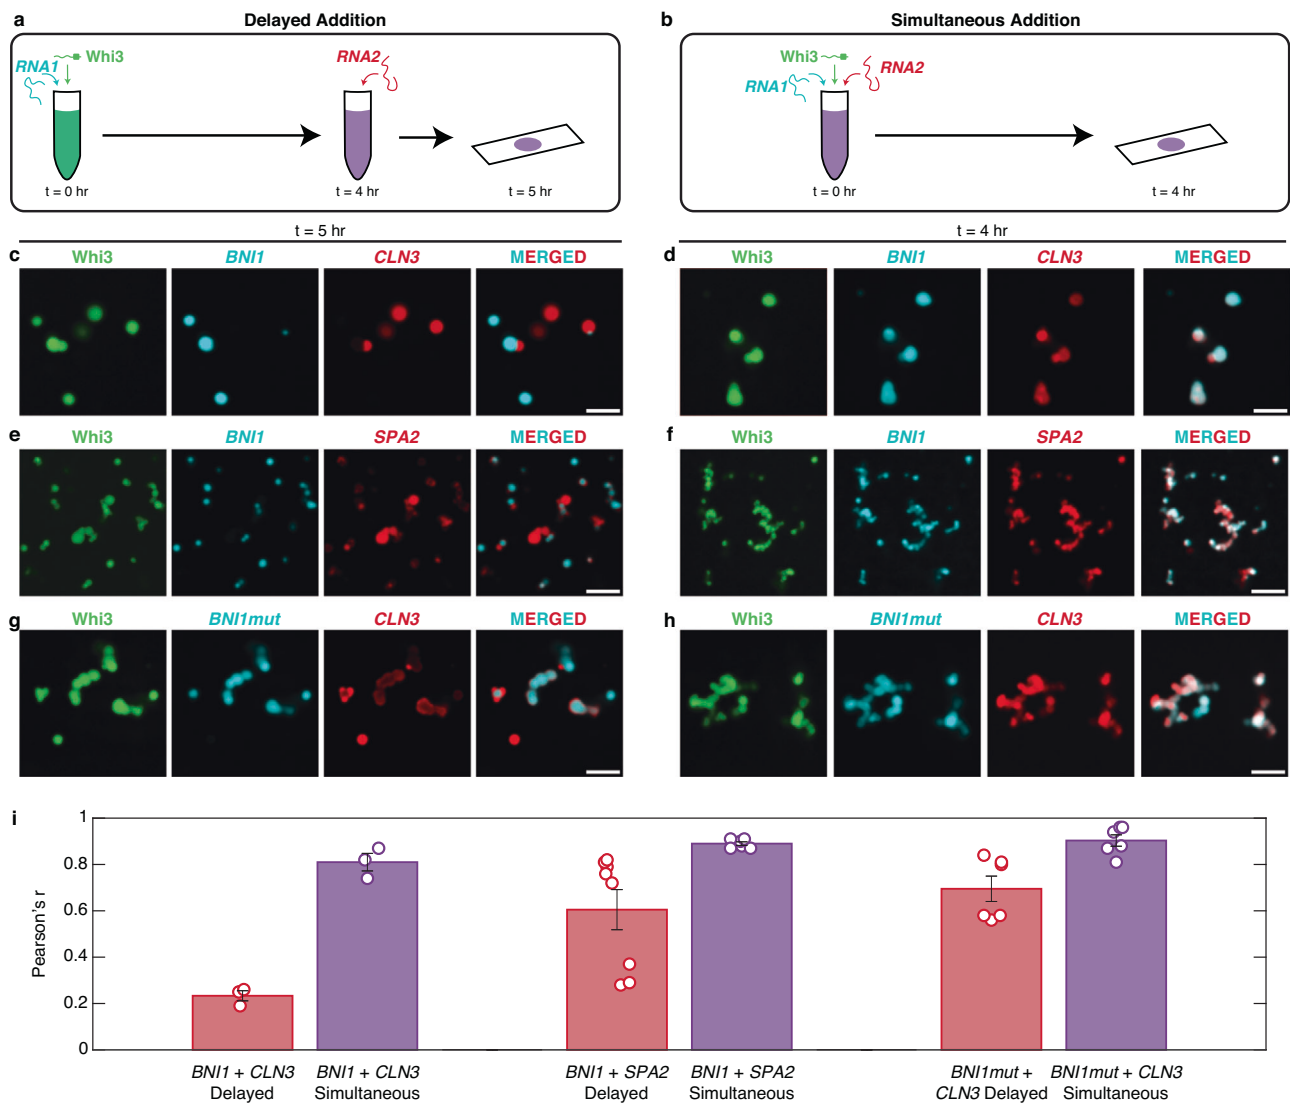 a Delayed Addition
RNA1 Whi3
RNA2
t = 0 hr t = 4 hr t = 5 hr
b Simultaneous Addition
Whi3
RNA1 RNA2
t = 0 hr t = 4 hr
t = 5 hr
t = 4 hr
c Whi3 BNI1 CLN3 MERGED
d Whi3 BNI1 CLN3 MERGED
e Whi3 BNI1 SPA2 MERGED
f Whi3 BNI1 SPA2 MERGED
g Whi3 BNI1mut CLN3 MERGED
h Whi3 BNI1mut CLN3 MERGED
i
Pearson's r
1
0.8
0.6
0.4
0.2
0
BNI1 + CLN3
Delayed
BNI1 + CLN3
Simultaneous
BNI1 + SPA2
Delayed
BNI1 + SPA2
Simultaneous
BNI1mut +
CLN3 Delayed
BNI1mut + CLN3
Simultaneous